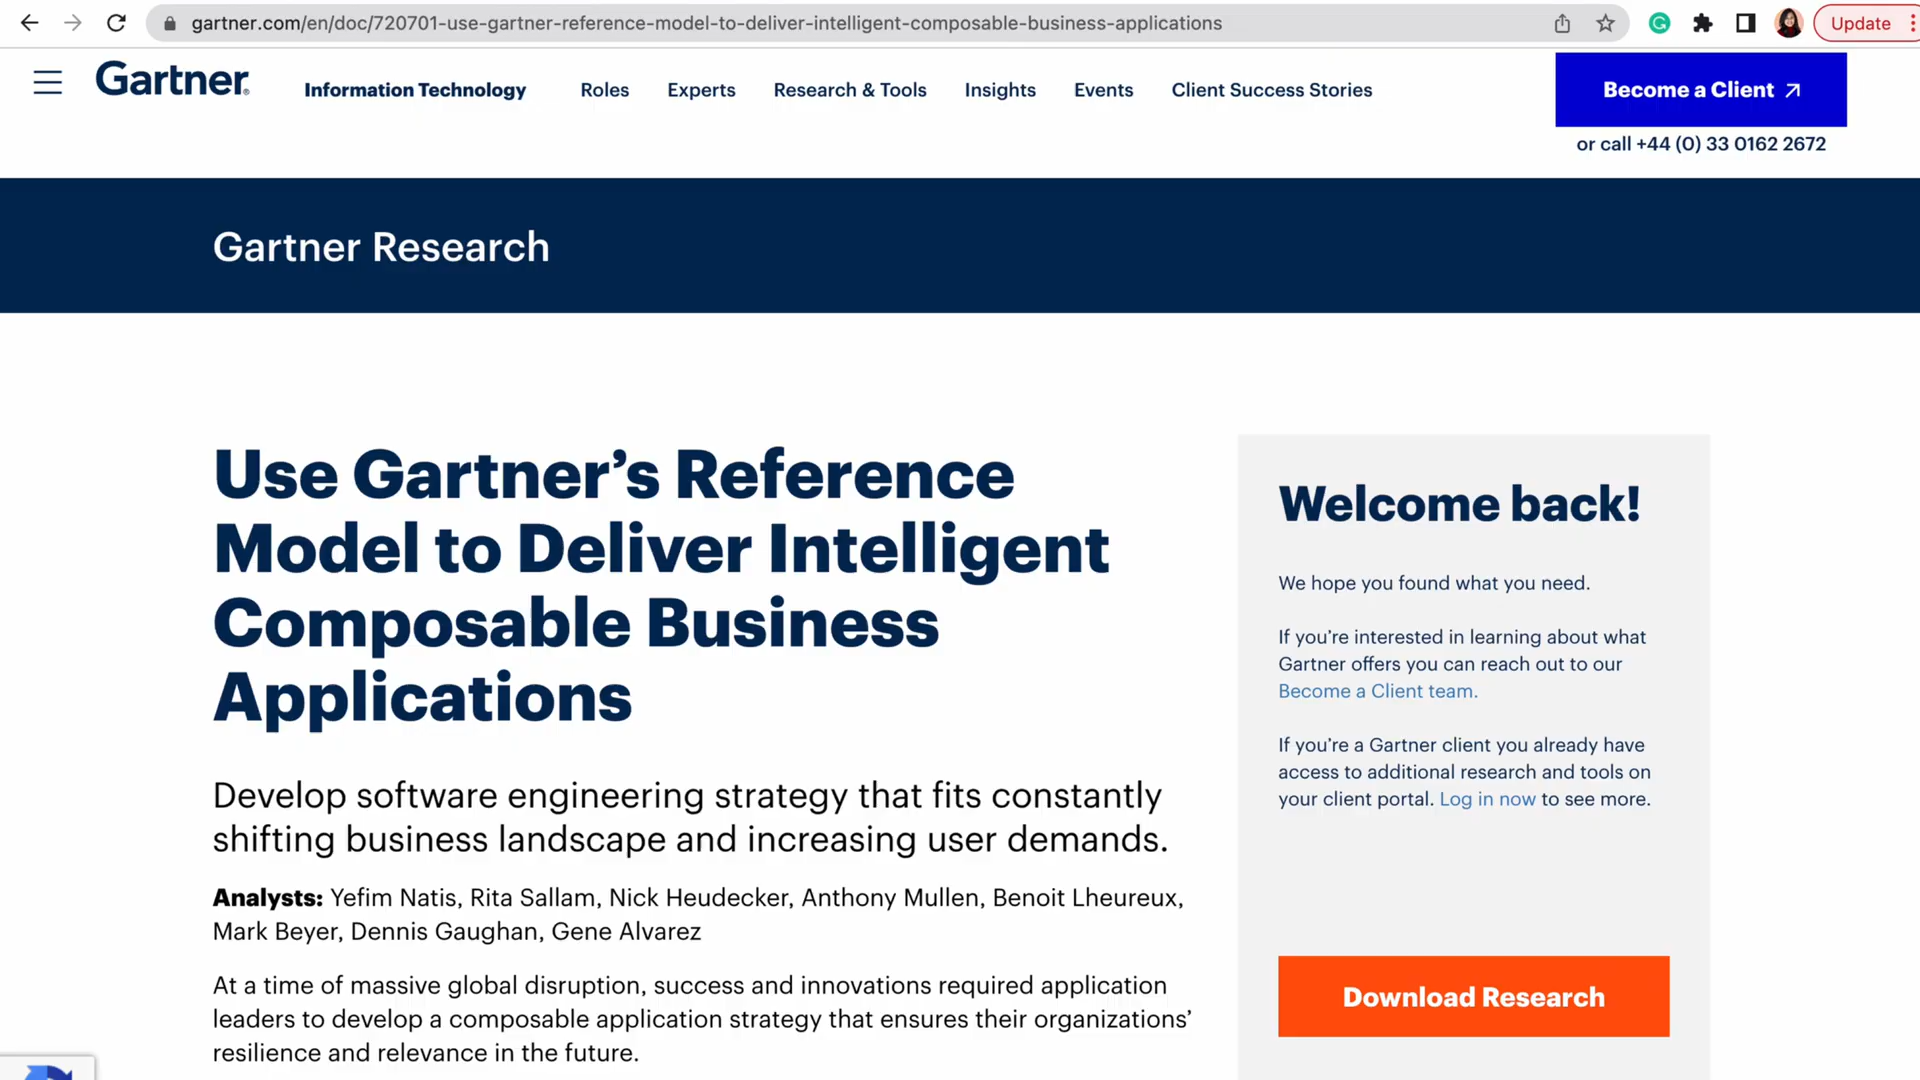 gartner.com/en/doc/720701-use-gartner-reference-model-to-deliver-intelligent-composable-business-applications
Update
Gartner®
Information Technology
Roles
Experts
Research & Tools
Insights
Events
Client Success Stories
Become a Client
or call +44 (0) 33 0162 2672
Gartner Research
Use Gartner’s Reference
Model to Deliver Intelligent
Composable Business
Applications
Develop software engineering strategy that fits constantly
shifting business landscape and increasing user demands.
Analysts: Yefim Natis, Rita Sallam, Nick Heudecker, Anthony Mullen, Benoit Lheureux,
Mark Beyer, Dennis Gaughan, Gene Alvarez
At a time of massive global disruption, success and innovations required application
leaders to develop a composable application strategy that ensures their organizations’
resilience and relevance in the future.
Welcome back!
We hope you found what you need.
If you’re interested in learning about what
Gartner offers you can reach out to our
Become a Client team.
If you’re a Gartner client you already have
access to additional research and tools on
your client portal. Log in now to see more.
Download Research